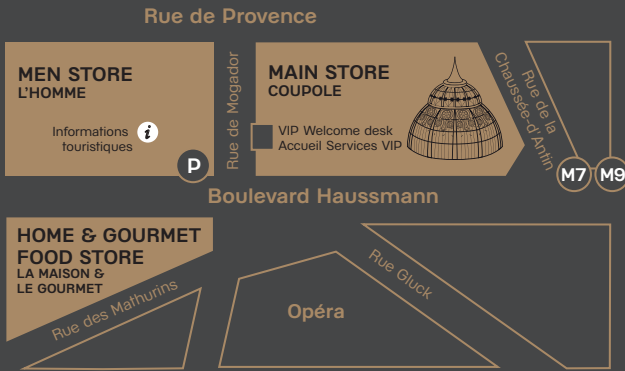 Rue de Provence
MEN STORE
L'HOMME
Informations
touristiques
i
P
Rue de Mogador
MAIN STORE
COUPOLE
VIP Welcome desk
Accueil Services VIP
Rue de la
Chaussée-d'Antin
M7
M9
Boulevard Haussmann
HOME & GOURMET
FOOD STORE
LA MAISON &
LE GOURMET
Rue des Mathurins
Opéra
Rue Gluck